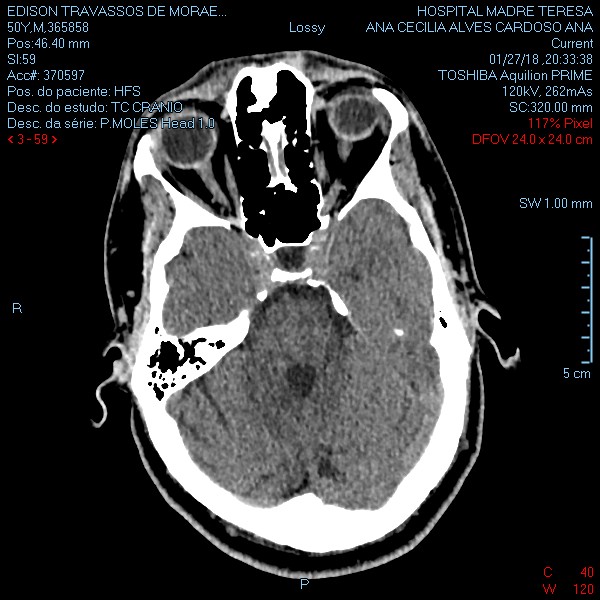 EDISON TRAVASSOS DE MORAE...
50Y,M,365858
Pos:46.40 mm
SI:59
Acc#: 370597
Pos. do paciente: HFS
Desc. do estudo: TC CRANIO
Desc. da série: P.MOLES Head 1.0
< 3 - 59 >
Lossy
HOSPITAL MADRE TERESA
ANA CECILIA ALVES CARDOSO ANA
Current
01/27/18 ,20:33:38
TOSHIBA Aquilion PRIME
120kV, 262mAs
SC:320.00 mm
117% Pixel
DFOV 24.0 x 24.0 cm
SW 1.00 mm
R
5 cm
P
C 40
W 120